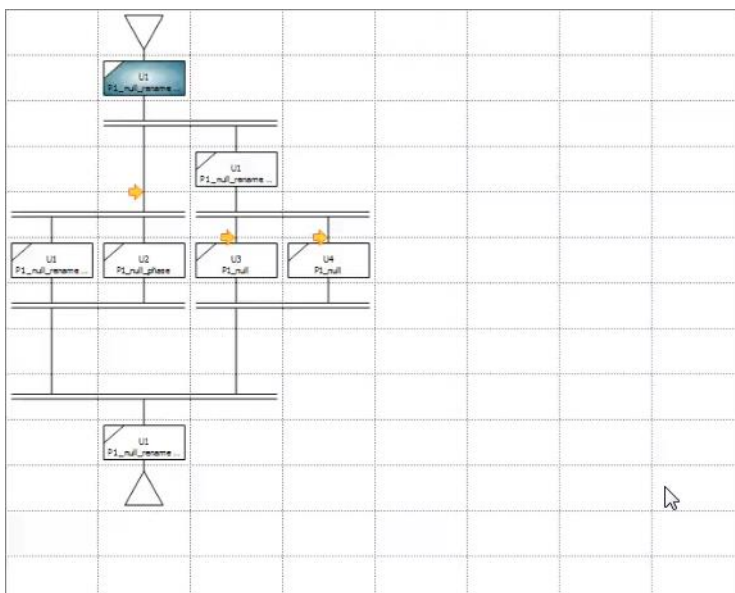 U1
P1_null_rename ...
U1
P1_null_rename ...
U1
P1_null_rename ...
U2
P1_null_phase
U3
P1_null
U4
P1_null
U1
P1_null_rename ...